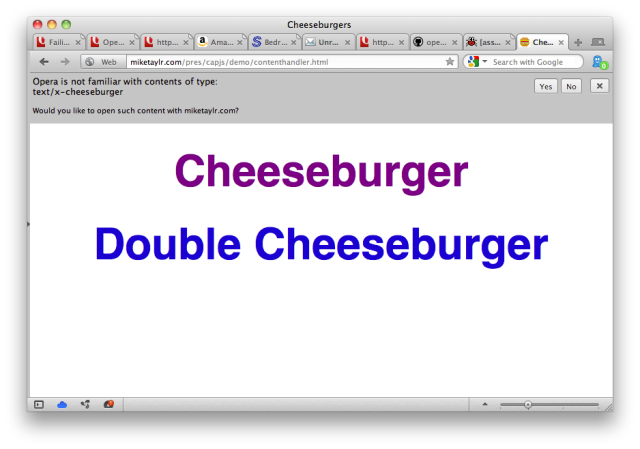 Cheeseburgers
Faili...
Ope...
http...
Ama...
Bedr...
Unr...
http...
ope...
[ass...
Che...
Web
miketaylr.com/pres/capjs/demo/contenthandler.html
Search with Google
0
Opera is not familiar with contents of type:
text/x-cheeseburger
Yes
No
Would you like to open such content with miketaylr.com?
Cheeseburger
Double Cheeseburger